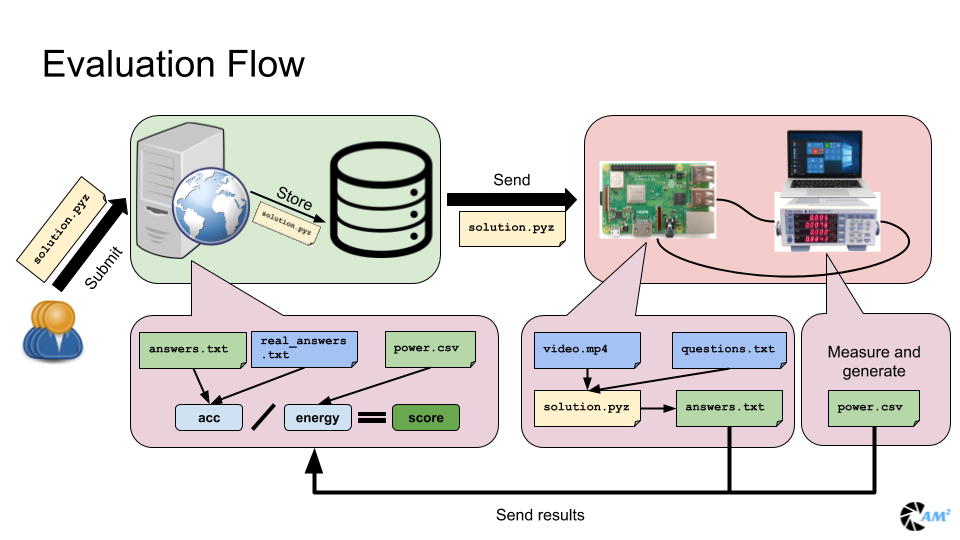 Evaluation Flow
solution.pyz
Submit
Store
solution.pyz
Send
solution.pyz
answers.txt
real_answers
.txt
power.csv
acc
/
energy
=
score
video.mp4
questions.txt
solution.pyz
answers.txt
Measure and
generate
power.csv
Send results
AM²